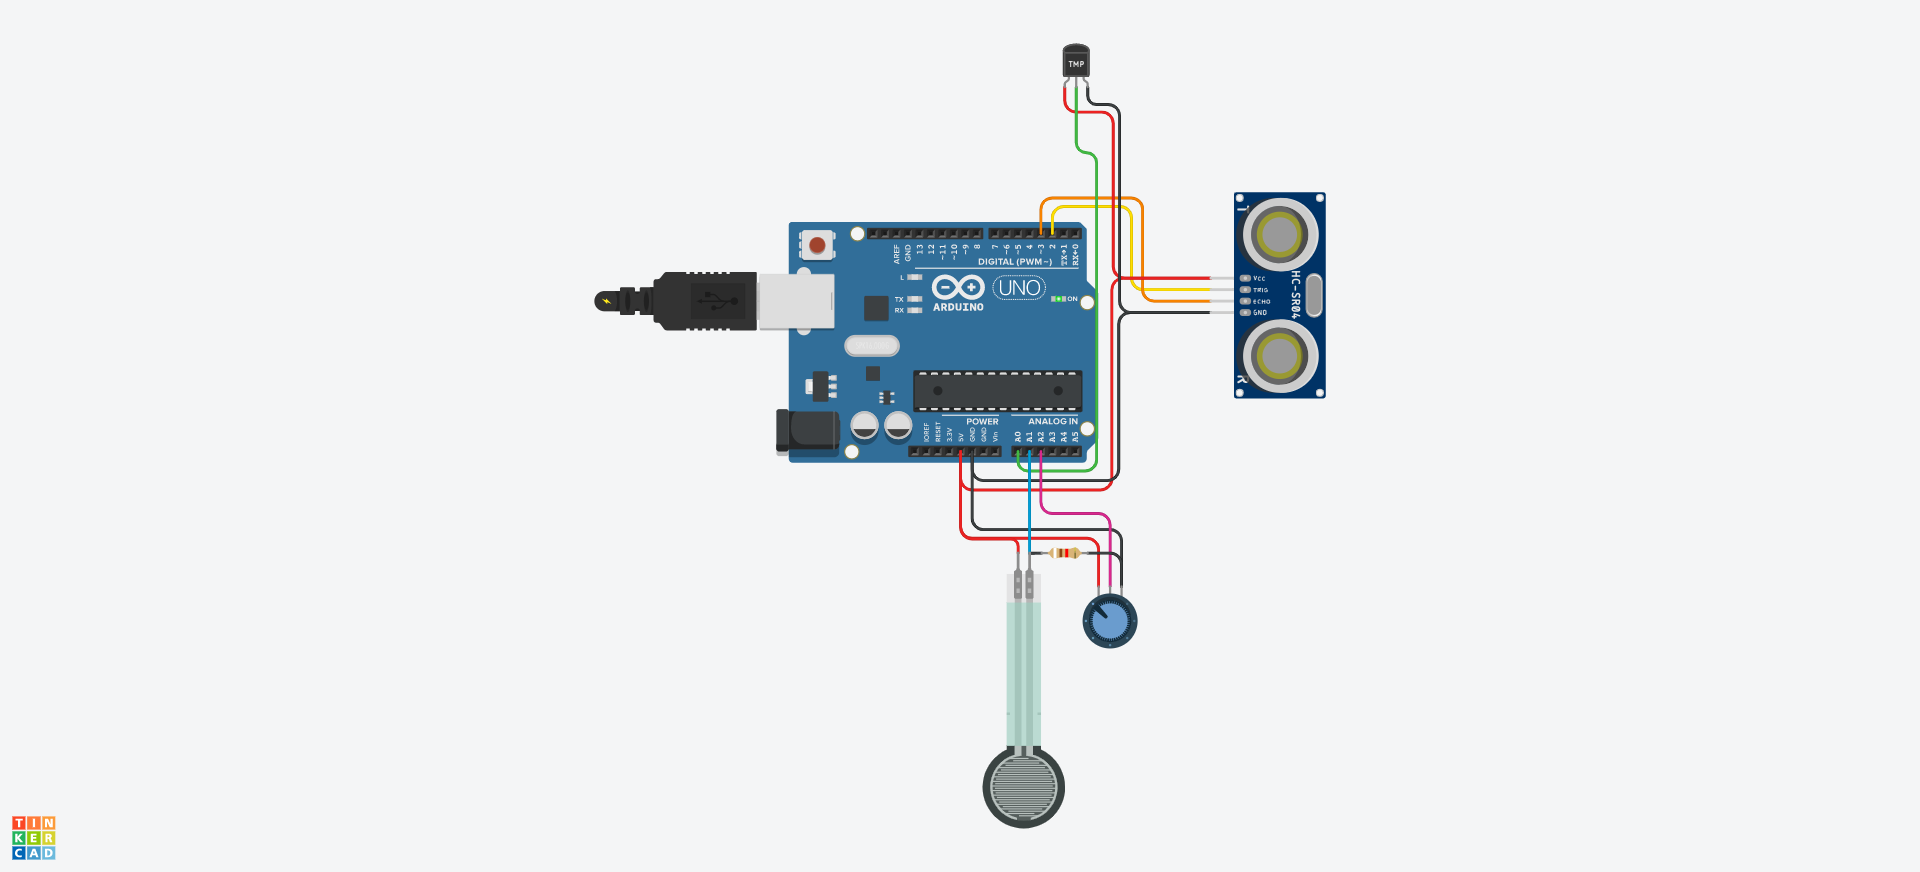 TMP
AREF
GND
13
12
~11
~10
~9
8
7
~6
~5
4
~3
2
TX→1
RX←0
DIGITAL (PWM~)
L
TX
RX
ARDUINO
UNO
ON
POWER
ANALOG IN
IOREF
RESET
3.3V
5V
GND
GND
Vin
A0
A1
A2
A3
A4
A5
T
VCC
TRIG
ECHO
GND
HC-SR04
R
TIN
KER
CAD